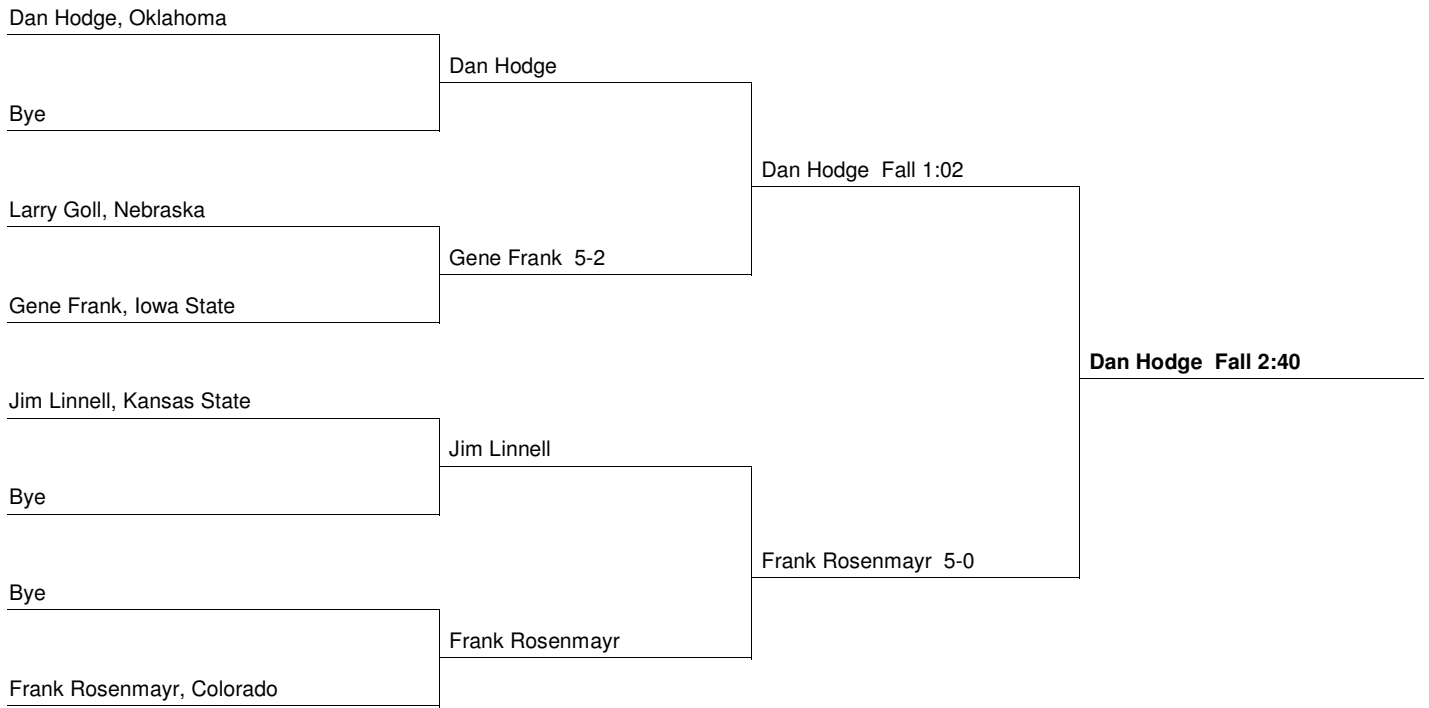 Dan Hodge, Oklahoma
Dan Hodge
Bye
Dan Hodge  Fall 1:02
Larry Goll, Nebraska
Gene Frank  5-2
Gene Frank, Iowa State
Dan Hodge  Fall 2:40
Jim Linnell, Kansas State
Jim Linnell
Bye
Frank Rosenmayr  5-0
Bye
Frank Rosenmayr
Frank Rosenmayr, Colorado